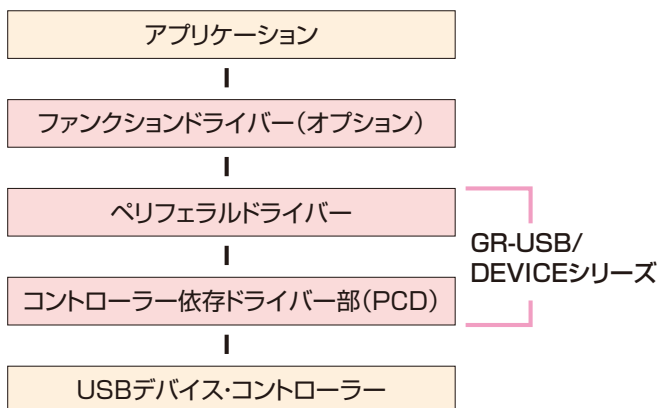 アプリケーション
ファンクションドライバー(オプション)
ペリフェラルドライバー
GR-USB/
DEVICEシリーズ
コントローラー依存ドライバー部(PCD)
USBデバイス・コントローラー